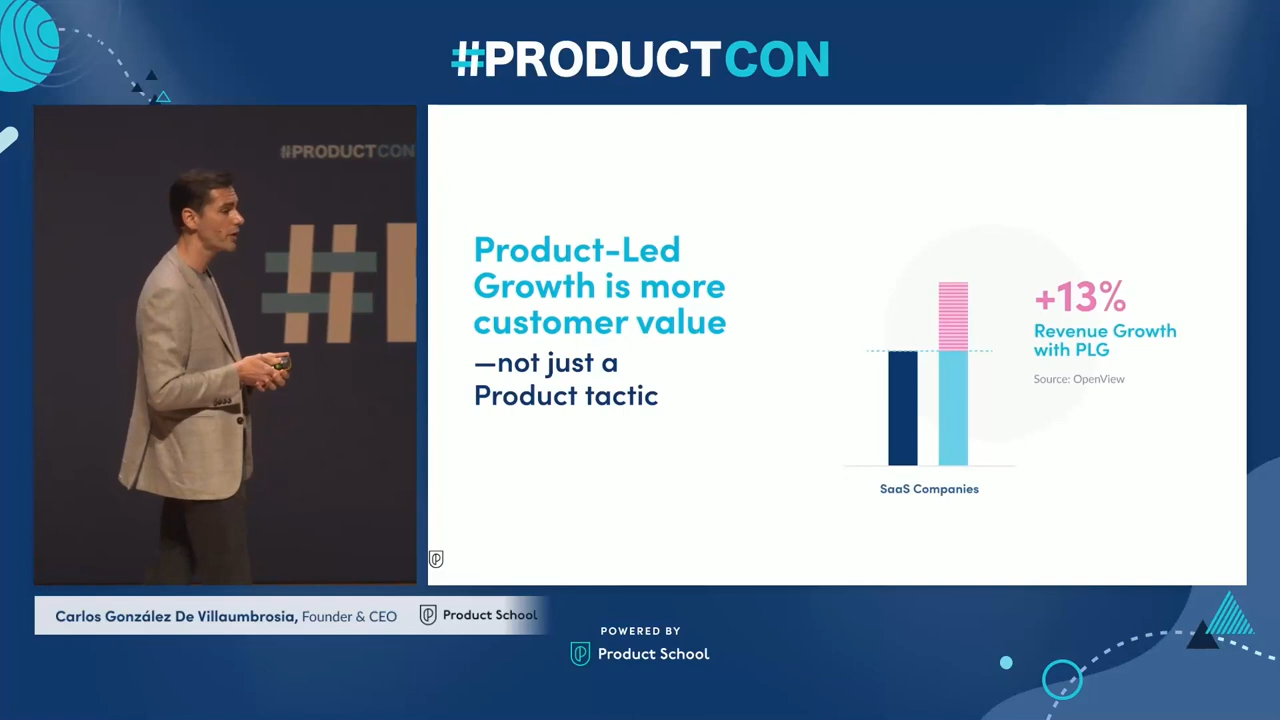 #PRODUCTCON
#PRODUCTCON
Product-Led
Growth is more
customer value
—not just a
Product tactic
+13%
Revenue Growth
with PLG
Source: OpenView
SaaS Companies
Carlos González De Villaumbrosia, Founder & CEO
Product School
POWERED BY
Product School